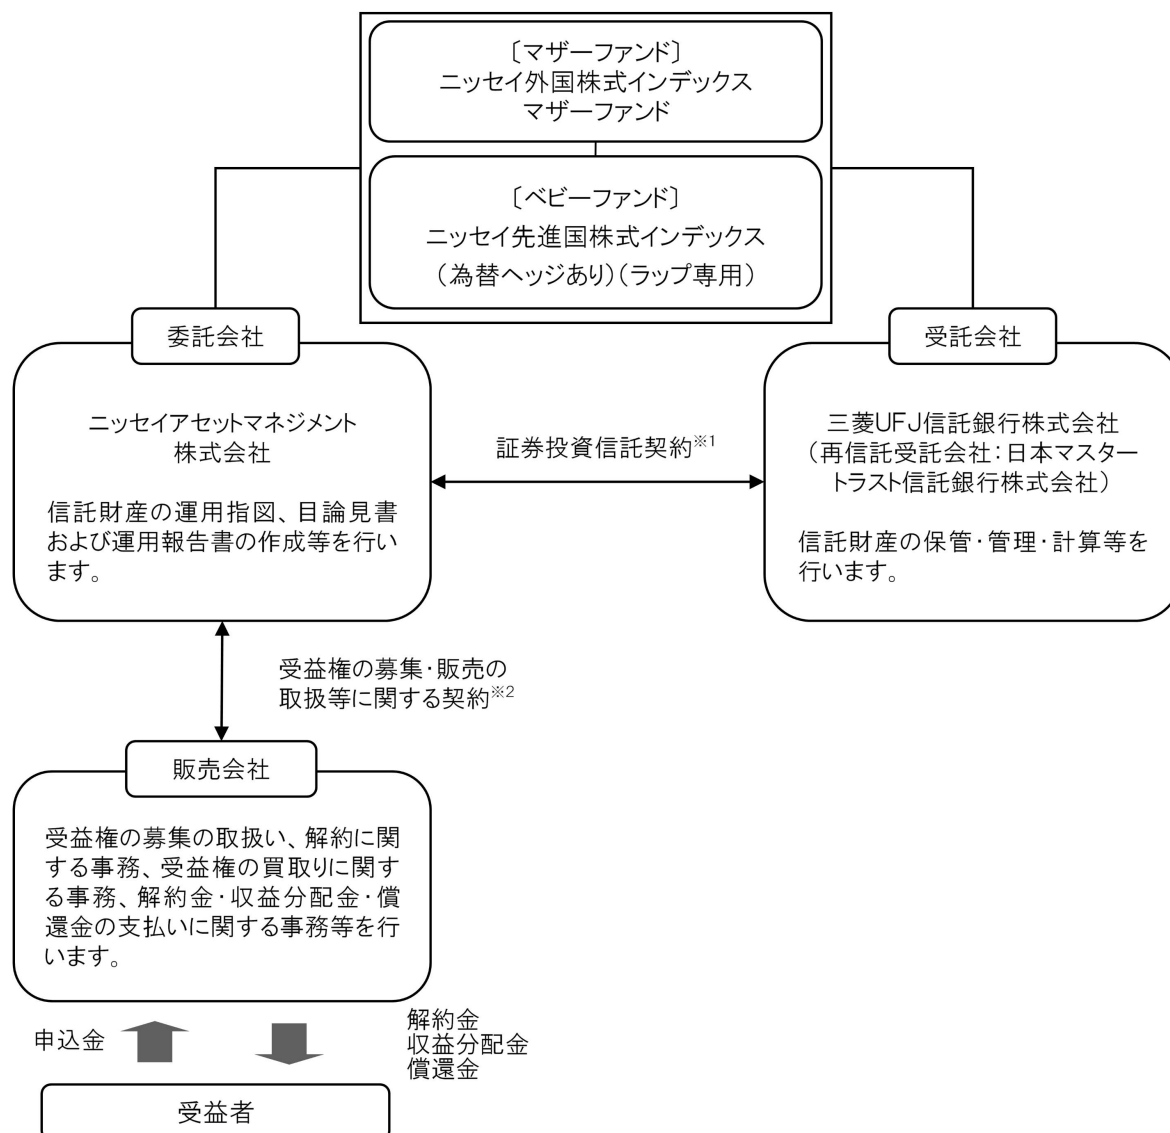 〔マザーファンド〕
ニッセイ外国株式インデックス
マザーファンド
〔ベビーファンド〕
ニッセイ先進国株式インデックス
（為替ヘッジあり）（ラップ専用）
委託会社
ニッセイアセットマネジメント
株式会社
信託財産の運用指図、目論見書
および運用報告書の作成等を行い
ます。
証券投資信託契約※1
受託会社
三菱UFJ信託銀行株式会社
（再信託受託会社：日本マスター
トラスト信託銀行株式会社）
信託財産の保管・管理・計算等を
行います。
受益権の募集・販売の
取扱等に関する契約※2
販売会社
受益権の募集の取扱い、解約に関
する事務、受益権の買取りに関す
る事務、解約金・収益分配金・償
還金の支払いに関する事務等を行
います。
申込金
解約金
収益分配金
償還金
受益者